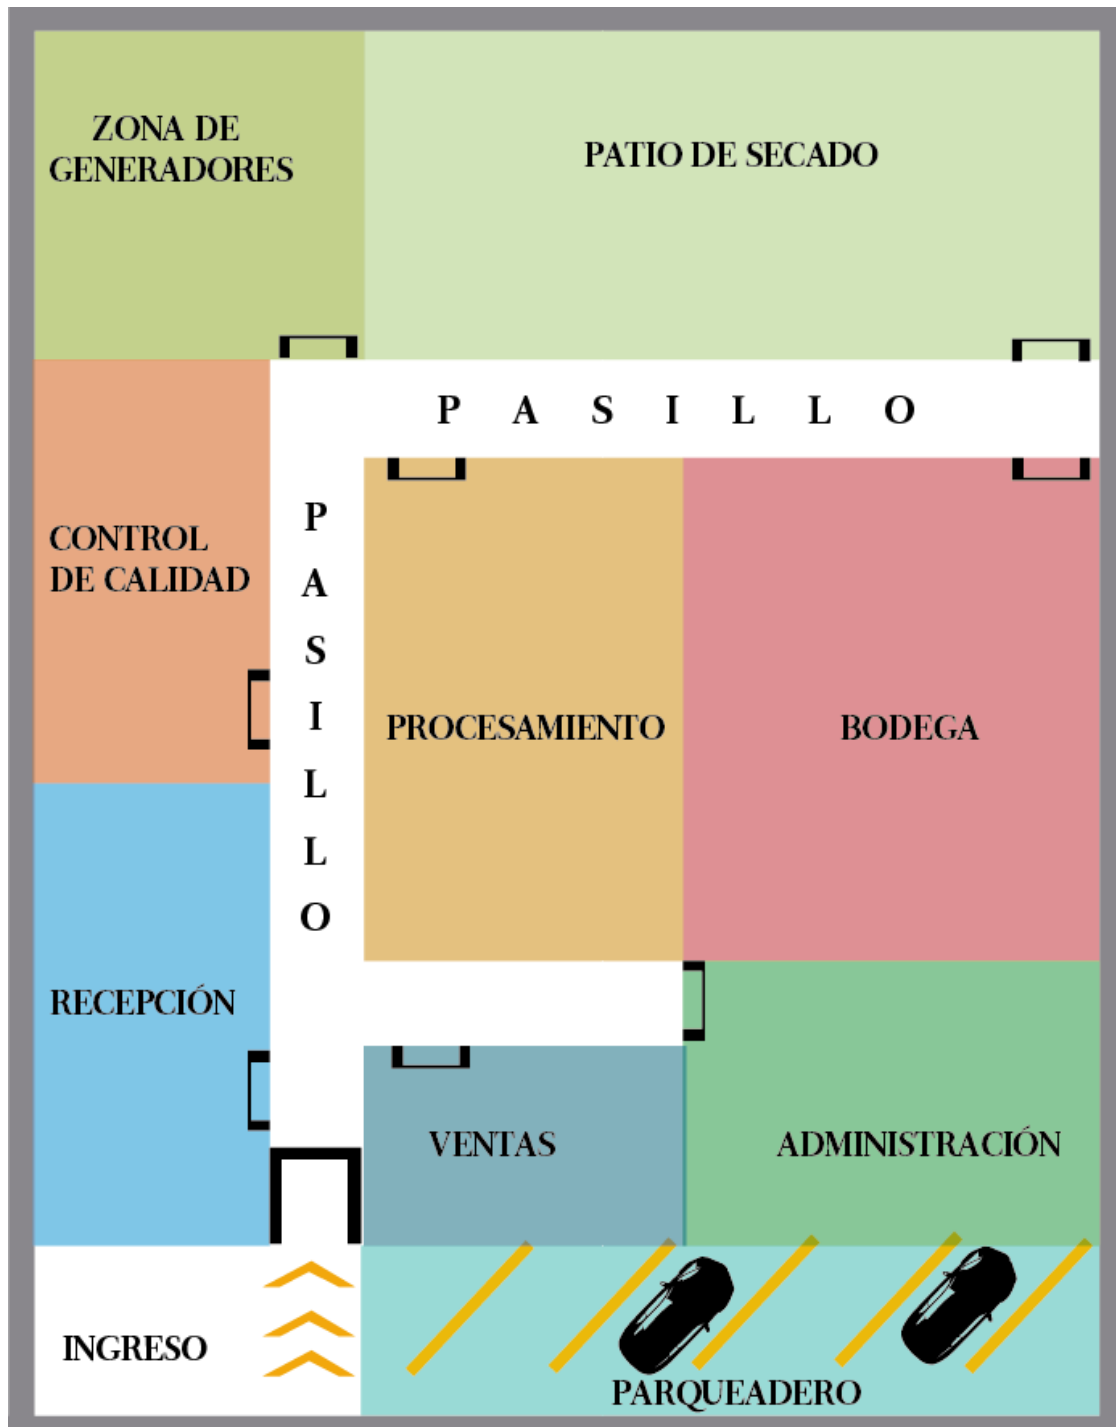 ZONA DE
GENERADORES
PATIO DE SECADO
P A S I L L O
P
A
S
I
L
L
O
CONTROL
DE CALIDAD
PROCESAMIENTO
BODEGA
RECEPCIÓN
VENTAS
ADMINISTRACIÓN
INGRESO
PARQUEADERO